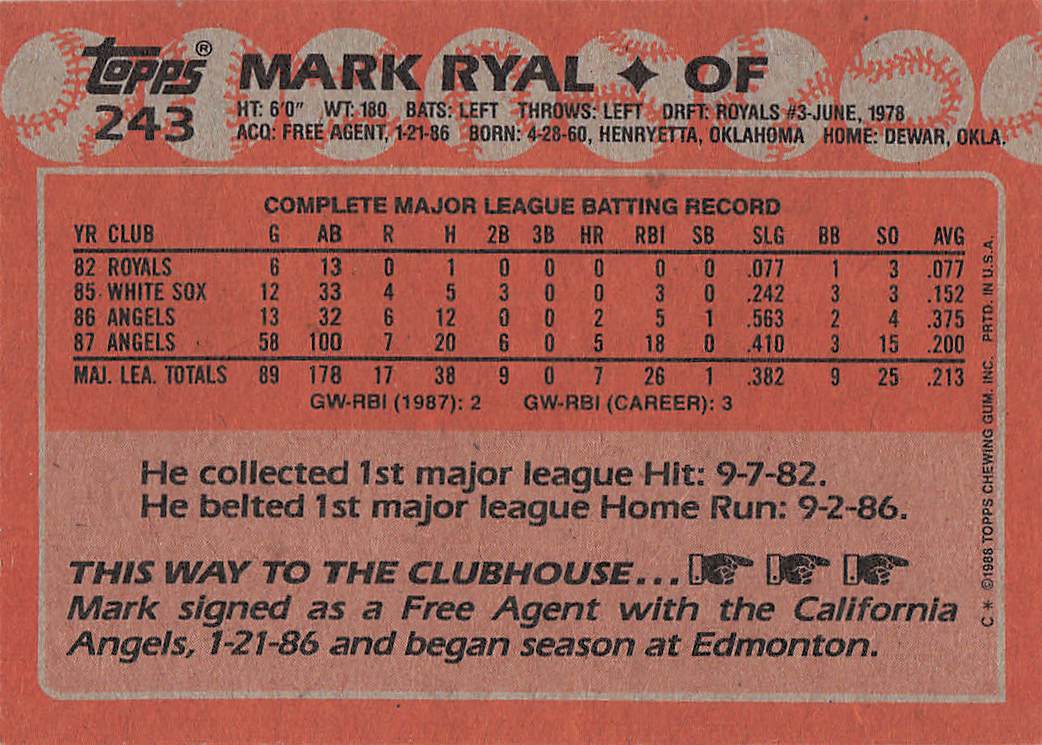 topps® MARK RYAL ✦ OF
243 HT: 6'0" WT: 180 BATS: LEFT THROWS: LEFT DRFT: ROYALS #3-JUNE, 1978
ACQ: FREE AGENT, 1-21-86 BORN: 4-28-60, HENRYETTA, OKLAHOMA HOME: DEWAR, OKLA.
COMPLETE MAJOR LEAGUE BATTING RECORD
YR CLUB G AB R H 2B 3B HR RBI SB SLG BB SO AVG
82 ROYALS 6 13 0 1 0 0 0 0 0 .077 1 3 .077
85 WHITE SOX 12 33 4 5 3 0 0 3 0 .242 3 3 .152
86 ANGELS 13 32 6 12 0 0 2 5 1 .563 2 4 .375
87 ANGELS 58 100 7 20 6 0 5 18 0 .410 3 15 .200
MAJ. LEA. TOTALS 89 178 17 38 9 0 7 26 1 .382 9 25 .213
GW-RBI (1987): 2 GW-RBI (CAREER): 3
He collected 1st major league Hit: 9-7-82.
He belted 1st major league Home Run: 9-2-86.
THIS WAY TO THE CLUBHOUSE...
Mark signed as a Free Agent with the California
Angels, 1-21-86 and began season at Edmonton.
C* ©1988 TOPPS CHEWING GUM, INC. PRTD. IN U.S.A.